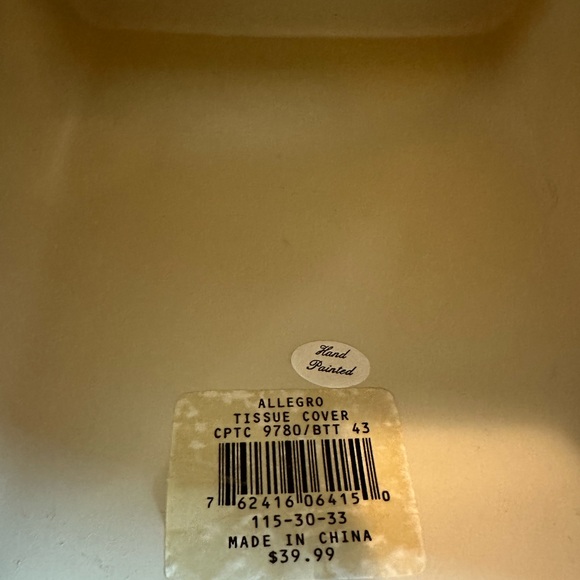 Hand
Painted
ALLEGRO
TISSUE COVER
CPTC 9780/BTT 43
7 62416 06415 0
115-30-33
MADE IN CHINA
$39.99